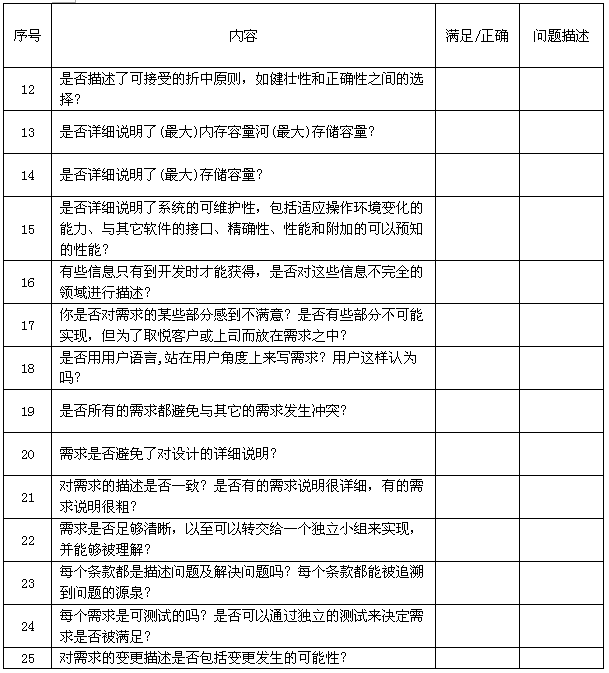 序号 内容 满足/正确 问题描述
12 是否描述了可接受的折中原则，如健壮性和正确性之间的选
择？
13 是否详细说明了(最大)内存容量河(最大)存储容量？
14 是否详细说明了(最大)存储容量？
15 是否详细说明了系统的可维护性，包括适应操作环境变化的
能力、与其它软件的接口、精确性、性能和附加的可以预知
的性能？
16 有些信息只有到开发时才能获得，是否对这些信息不完全的
领域进行描述？
17 你是否对需求的某些部分感到不满意？是否有些部分不可能
实现，但为了取悦客户或上司而放在需求之中？
18 是否用用户语言,站在用户角度上来写需求？用户这样认为
吗？
19 是否所有的需求都避免与其它的需求发生冲突？
20 需求是否避免了对设计的详细说明？
21 对需求的描述是否一致？是否有的需求说明很详细，有的需
求说明很粗？
22 需求是否足够清晰，以至可以转交给一个独立小组来实现，
并能够被理解？
23 每个条款都是描述问题及解决问题吗？每个条款都能被追溯
到问题的源泉？
24 每个需求是可测试的吗？是否可以通过独立的测试来决定需
求是否被满足？
25 对需求的变更描述是否包括变更发生的可能性？